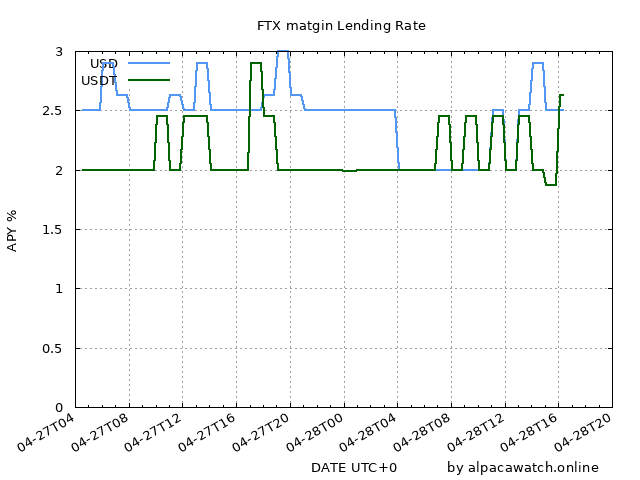 FTX matgin Lending Rate
USD
USDT
3
2.5
2
1.5
1
0.5
0
APY %
04-27T04
04-27T08
04-27T12
04-27T16
04-27T20
04-28T00
04-28T04
04-28T08
04-28T12
04-28T16
04-28T20
DATE UTC+0
by alpacawatch.online